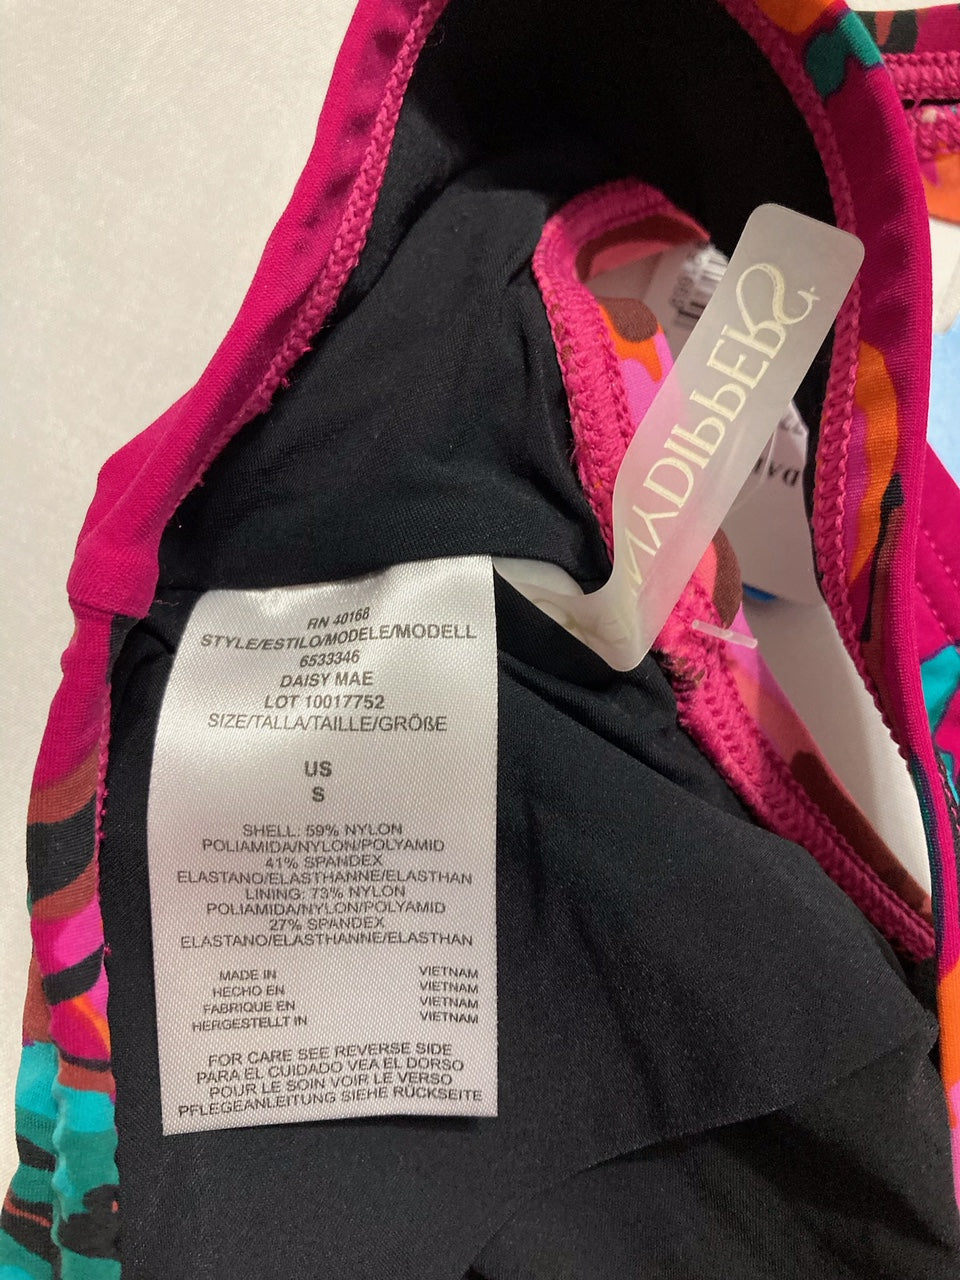 RN 40168
STYLE/ESTILO/MODELE/MODELL
6533346
DAISY MAE
LOT 10017752
SIZE/TALLA/TAILLE/GRÖßE
US
S
SHELL: 59% NYLON
POLIAMIDA/NYLON/POLYAMID
41% SPANDEX
ELASTANO/ELASTHANNE/ELASTHAN
LINING: 73% NYLON
POLIAMIDA/NYLON/POLYAMID
27% SPANDEX
ELASTANO/ELASTHANNE/ELASTHAN
MADE IN VIETNAM
HECHO EN VIETNAM
FABRIQUE EN VIETNAM
HERGESTELLT IN VIETNAM
FOR CARE SEE REVERSE SIDE
PARA EL CUIDADO VEA EL DORSO
POUR LE SOIN VOIR LE VERSO
PFLEGEANLEITUNG SIEHE RÜCKSEITE